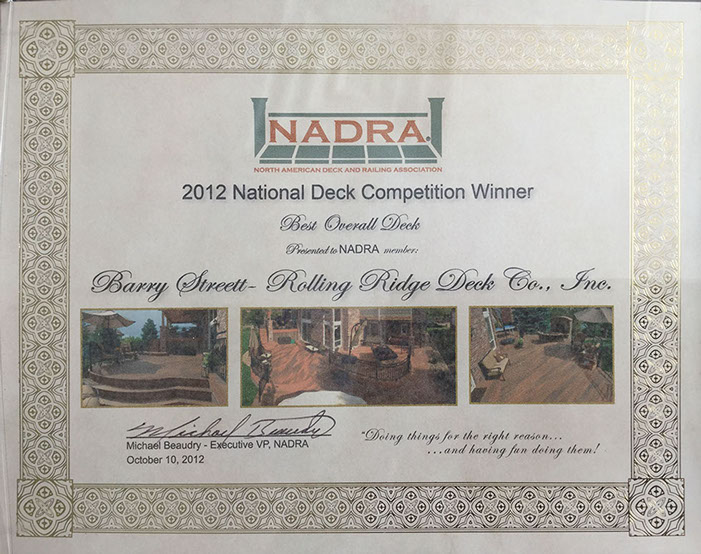 NADRA
NORTH AMERICAN DECK AND RAILING ASSOCIATION
2012 National Deck Competition Winner
Best Overall Deck
Presented to NADRA member:
Barry Streett- Rolling Ridge Deck Co., Inc.
Michael Beaudry
Michael Beaudry - Executive VP, NADRA
October 10, 2012
"Doing things for the right reason...
...and having fun doing them!